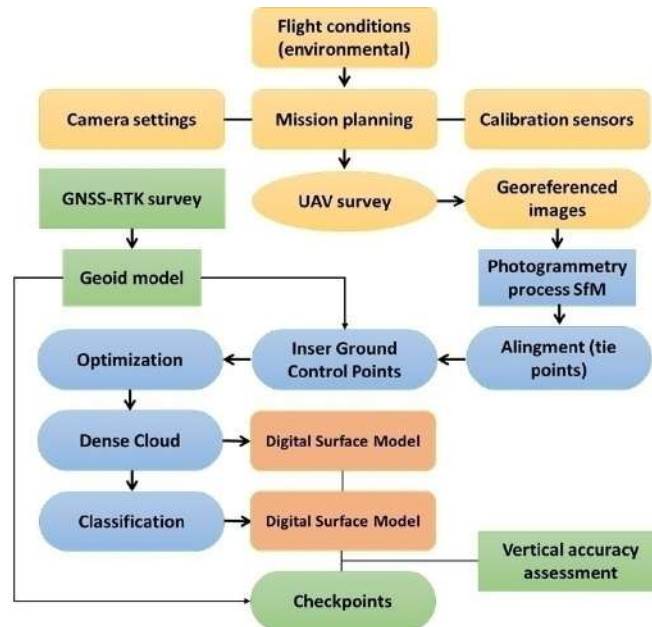 Flight conditions
(environmental)
Camera settings
Mission planning
Calibration sensors
GNSS-RTK survey
UAV survey
Georeferenced
images
Geoid model
Photogrammetry
process SfM
Optimization
Inser Ground
Control Points
Alingment (tie
points)
Dense Cloud
Digital Surface Model
Classification
Digital Surface Model
Vertical accuracy
assessment
Checkpoints